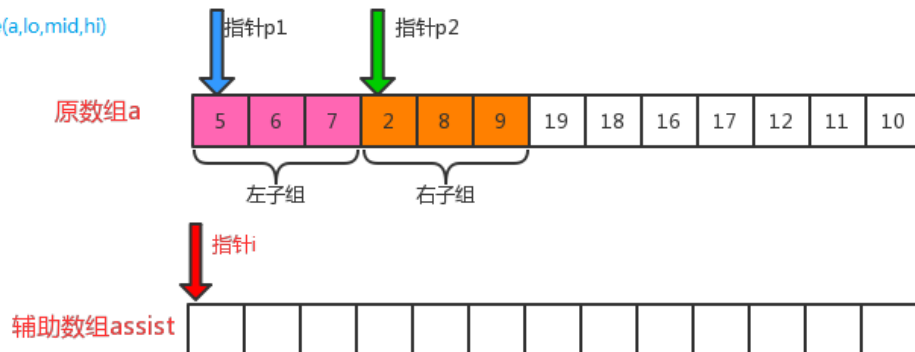 (a,lo,mid,hi)
指针p1 指针p2
原数组a 5 6 7 2 8 9 19 18 16 17 12 11 10
左子组 右子组
指针i
辅助数组assist